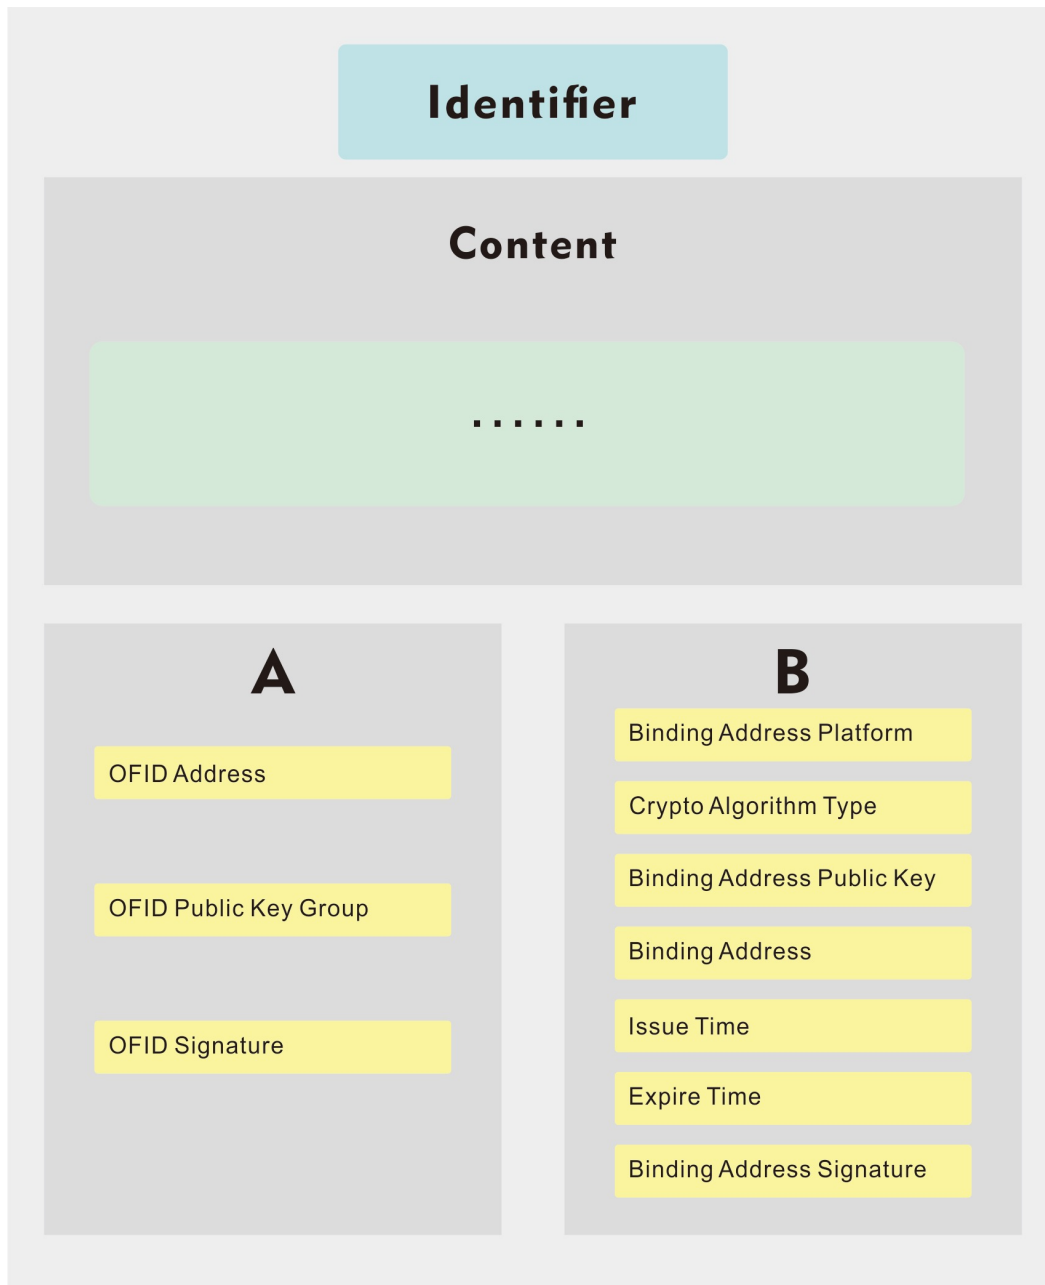 Identifier
Content
......
A
OFID Address
OFID Public Key Group
OFID Signature
B
Binding Address Platform
Crypto Algorithm Type
Binding Address Public Key
Binding Address
Issue Time
Expire Time
Binding Address Signature